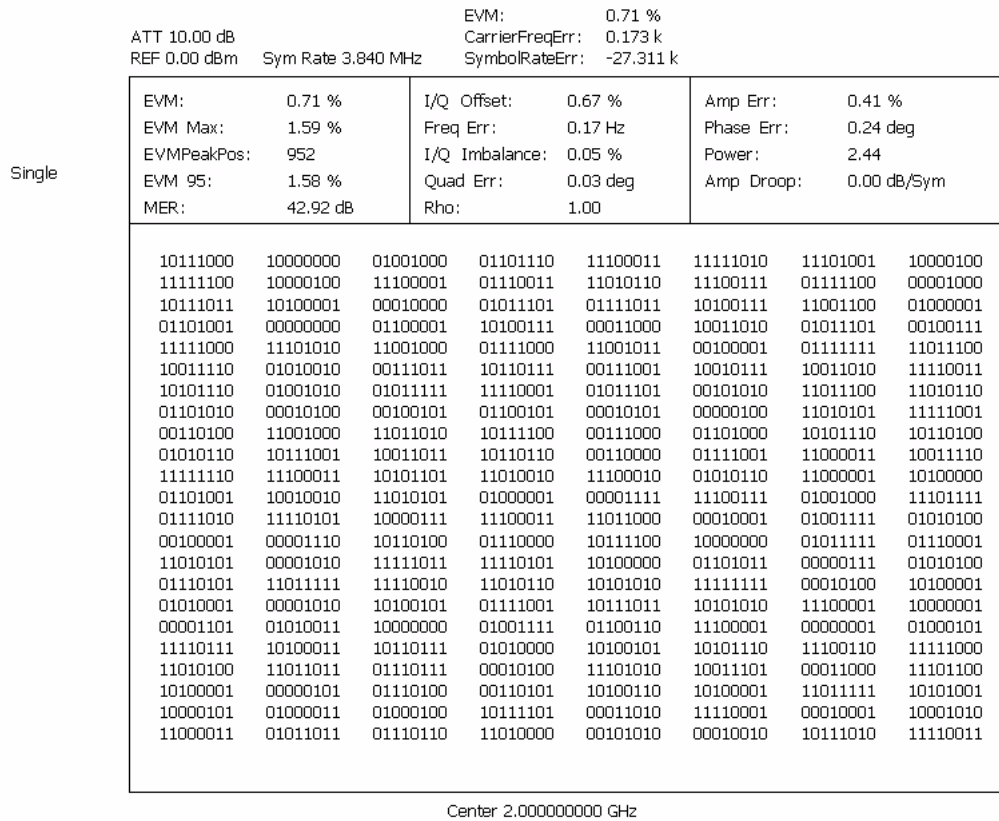 EVM: 0.71 %
ATT 10.00 dB CarrierFreqErr: 0.173 k
REF 0.00 dBm Sym Rate 3.840 MHz SymbolRateErr: -27.311 k
EVM: 0.71 % I/Q Offset: 0.67 % Amp Err: 0.41 %
EVM Max: 1.59 % Freq Err: 0.17 Hz Phase Err: 0.24 deg
EVMPeakPos: 952 I/Q Imbalance: 0.05 % Power: 2.44
Single
EVM 95: 1.58 % Quad Err: 0.03 deg Amp Droop: 0.00 dB/Sym
MER: 42.92 dB Rho: 1.00
10111000 10000000 01001000 01101110 11100011 11111010 11101001 10000100
11111100 10000100 11100001 01110011 11010110 11100111 01111100 00001000
10111011 10100001 00010000 01011101 01111011 10100111 11001100 01000001
01101001 00000000 01100001 10100111 00011000 10011010 01011101 00100111
11111000 11101010 11001000 01111000 11001011 00100001 01111111 11011100
10011110 01010010 00111011 10110111 00111001 10010111 10011010 11110011
10101110 01001010 01011111 11110001 01011101 00101010 11011100 11010110
01101010 00010100 00100101 01100101 00010101 00000100 11010101 11111001
00110100 11001000 11011010 10111100 00111000 01101000 10101110 10110100
01010110 10111001 10011011 10110110 00110000 01111001 11000011 10011110
11111110 11100011 10101101 11010010 11100010 01010110 11000001 10100000
01101001 10010010 11010101 01000001 00001111 11100111 01001000 11101111
01111010 11110101 10000111 11100011 11011000 00010001 01001111 01010100
00100001 00001110 10110100 01110000 10111100 10000000 01011111 01110001
11010101 00001010 11111011 11110101 10100000 01101011 00000111 01010100
01110101 11011111 11110010 11010110 10101010 11111111 00010100 10100001
01010001 00001010 10100101 01111001 10111011 10101010 11100001 10000001
00001101 01010011 10000000 01001111 01100110 11100001 00000001 01000101
11110111 10100011 10110111 01010000 10100101 10101110 11100110 11111000
11010100 11011011 01110111 00010100 11101010 10011101 00011000 11101100
10100001 00000101 01110100 00110101 10100110 10100001 11011111 10101001
10000101 01000011 01000100 10111101 00011010 11110001 00010001 10001010
11000011 01011011 01110110 11010000 00101010 00010010 10111010 11110011
Center 2.000000000 GHz